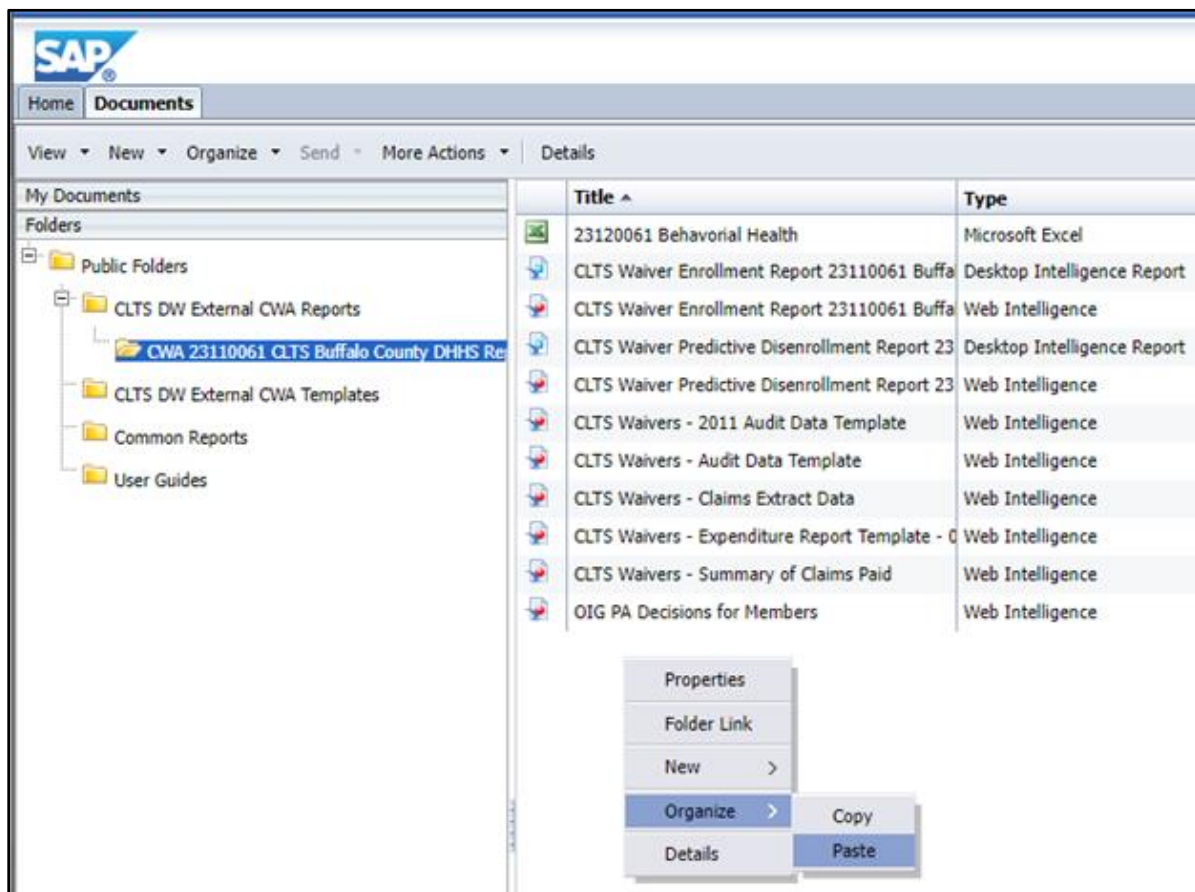 SAP®
Home Documents
View New Organize Send More Actions Details
My Documents
Folders
Public Folders
CLTS DW External CWA Reports
CWA 23110061 CLTS Buffalo County DHHS Re
CLTS DW External CWA Templates
Common Reports
User Guides
Title Type
23120061 Behavorial Health Microsoft Excel
CLTS Waiver Enrollment Report 23110061 Buffa Desktop Intelligence Report
CLTS Waiver Enrollment Report 23110061 Buffa Web Intelligence
CLTS Waiver Predictive Disenrollment Report 23 Desktop Intelligence Report
CLTS Waiver Predictive Disenrollment Report 23 Web Intelligence
CLTS Waivers - 2011 Audit Data Template Web Intelligence
CLTS Waivers - Audit Data Template Web Intelligence
CLTS Waivers - Claims Extract Data Web Intelligence
CLTS Waivers - Expenditure Report Template - 0 Web Intelligence
CLTS Waivers - Summary of Claims Paid Web Intelligence
OIG PA Decisions for Members Web Intelligence
Properties
Folder Link
New
Organize
Details
Copy
Paste